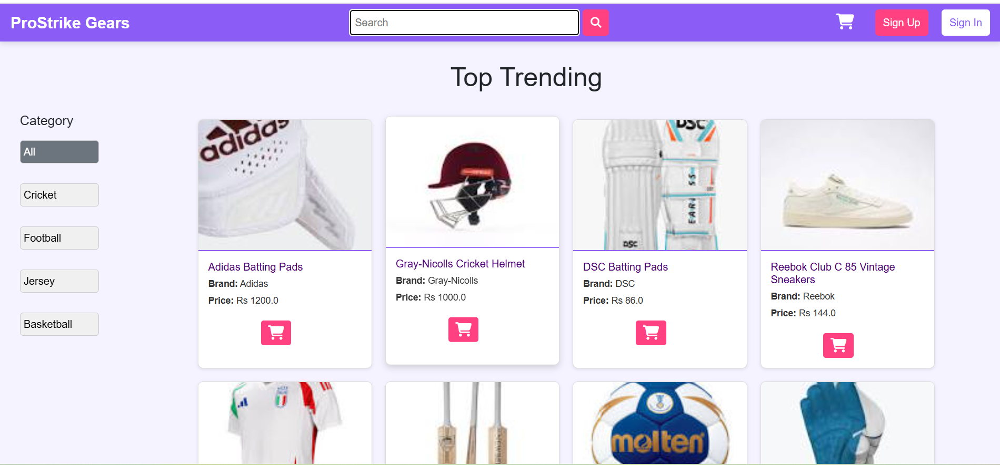 ProStrike Gears
Search
Sign Up
Sign In
Top Trending
Category
All
Cricket
Football
Jersey
Basketball
adidas
Adidas Batting Pads
Brand: Adidas
Price: Rs 1200.0
Gray-Nicolls Cricket Helmet
Brand: Gray-Nicolls
Price: Rs 1000.0
DSC
DSC
DSC Batting Pads
Brand: DSC
Price: Rs 86.0
Reebok Club C 85 Vintage
Sneakers
Brand: Reebok
Price: Rs 144.0
molten